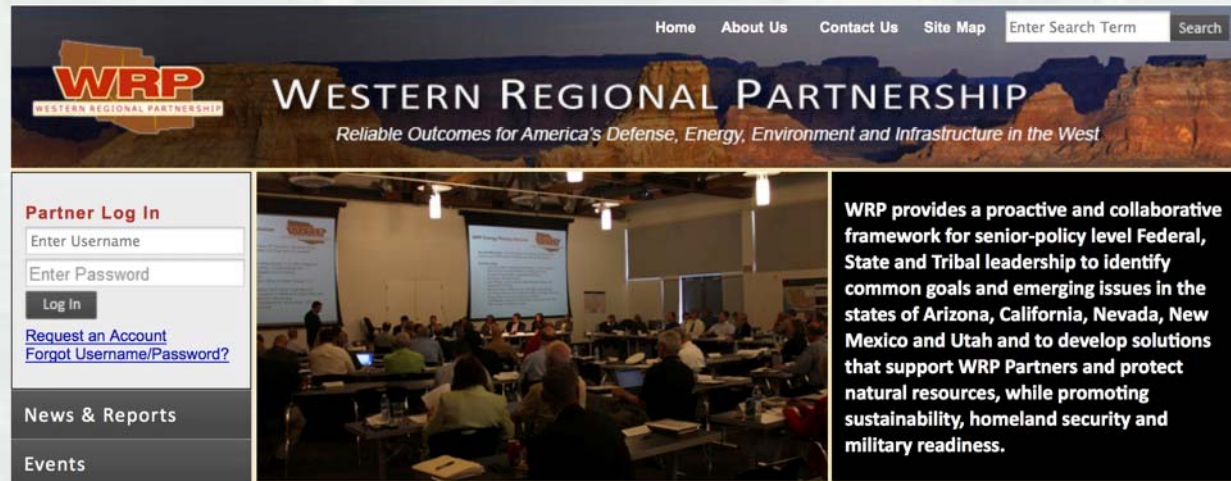 Home About Us Contact Us Site Map Enter Search Term Search
WRP
WESTERN REGIONAL PARTNERSHIP
WESTERN REGIONAL PARTNERSHIP
Reliable Outcomes for America's Defense, Energy, Environment and Infrastructure in the West
Partner Log In
Enter Username
Enter Password
Log In
Request an Account
Forgot Username/Password?
News & Reports
Events
WRP provides a proactive and collaborative
framework for senior-policy level Federal,
State and Tribal leadership to identify
common goals and emerging issues in the
states of Arizona, California, Nevada, New
Mexico and Utah and to develop solutions
that support WRP Partners and protect
natural resources, while promoting
sustainability, homeland security and
military readiness.